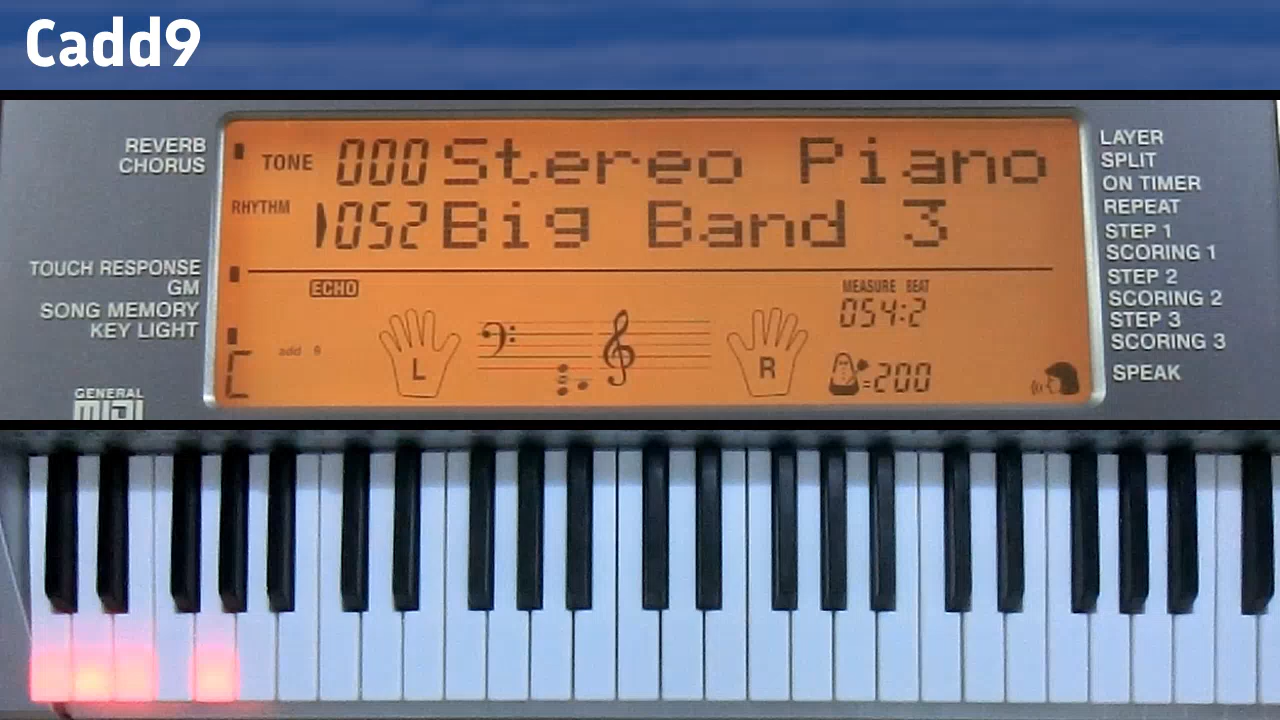 Cadd9
REVERB
CHORUS
TOUCH RESPONSE
GM
SONG MEMORY
KEY LIGHT
GENERAL
MIDI
TONE 000 Stereo Piano
RHYTHM 052 Big Band 3
ECHO
MEASURE BEAT
054:2
add 9
L
R
=200
C
LAYER
SPLIT
ON TIMER
REPEAT
STEP 1
SCORING 1
STEP 2
SCORING 2
STEP 3
SCORING 3
SPEAK